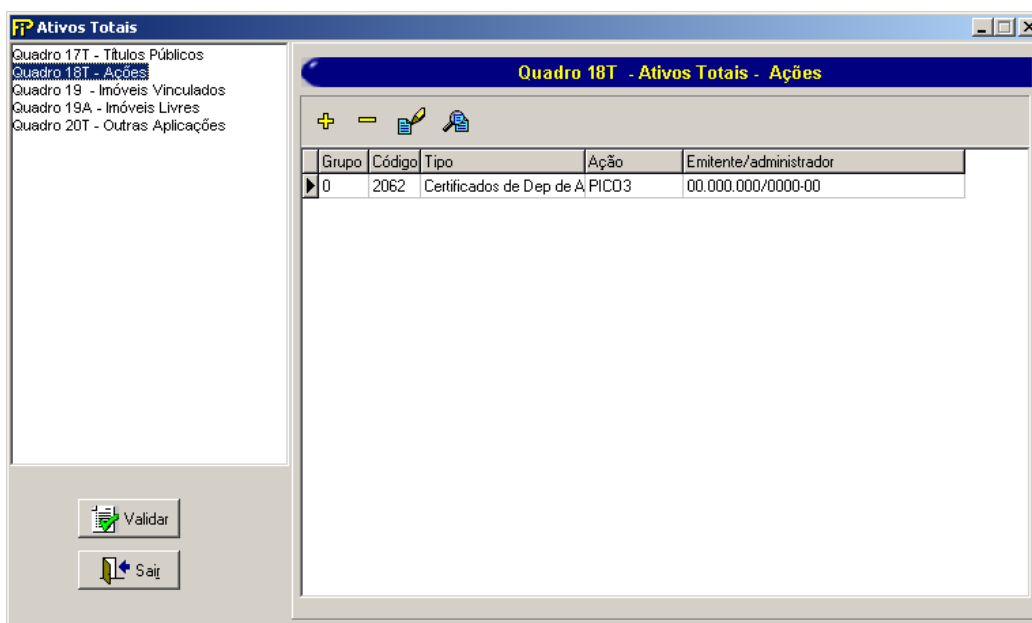 FIP Ativos Totais
Quadro 17T - Títulos Públicos
Quadro 18T - Ações
Quadro 19 - Imóveis Vinculados
Quadro 19A - Imóveis Livres
Quadro 20T - Outras Aplicações
Quadro 18T - Ativos Totais - Ações
Grupo Código Tipo Ação Emitente/administrador
0 2062 Certificados de Dep de A PICO3 00.000.000/0000-00
Validar
Sair